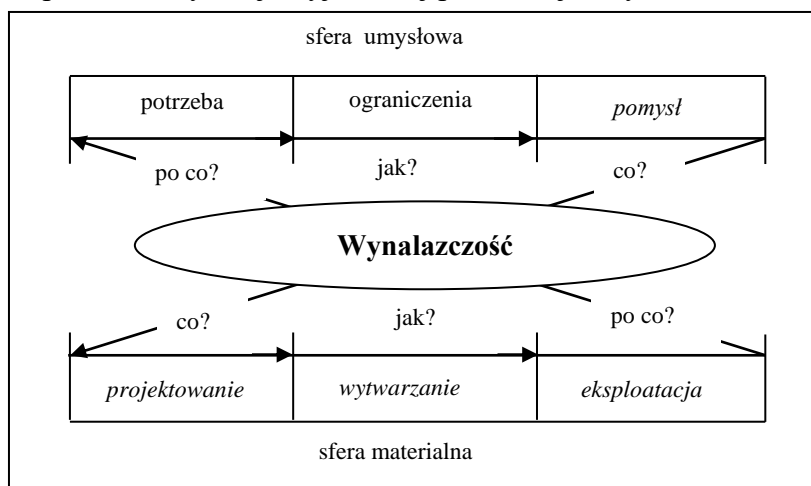 sfera umysłowa
potrzeba ograniczenia pomysł
po co? jak? co?
Wynalazczość
co? jak? po co?
projektowanie wytwarzanie eksploatacja
sfera materialna